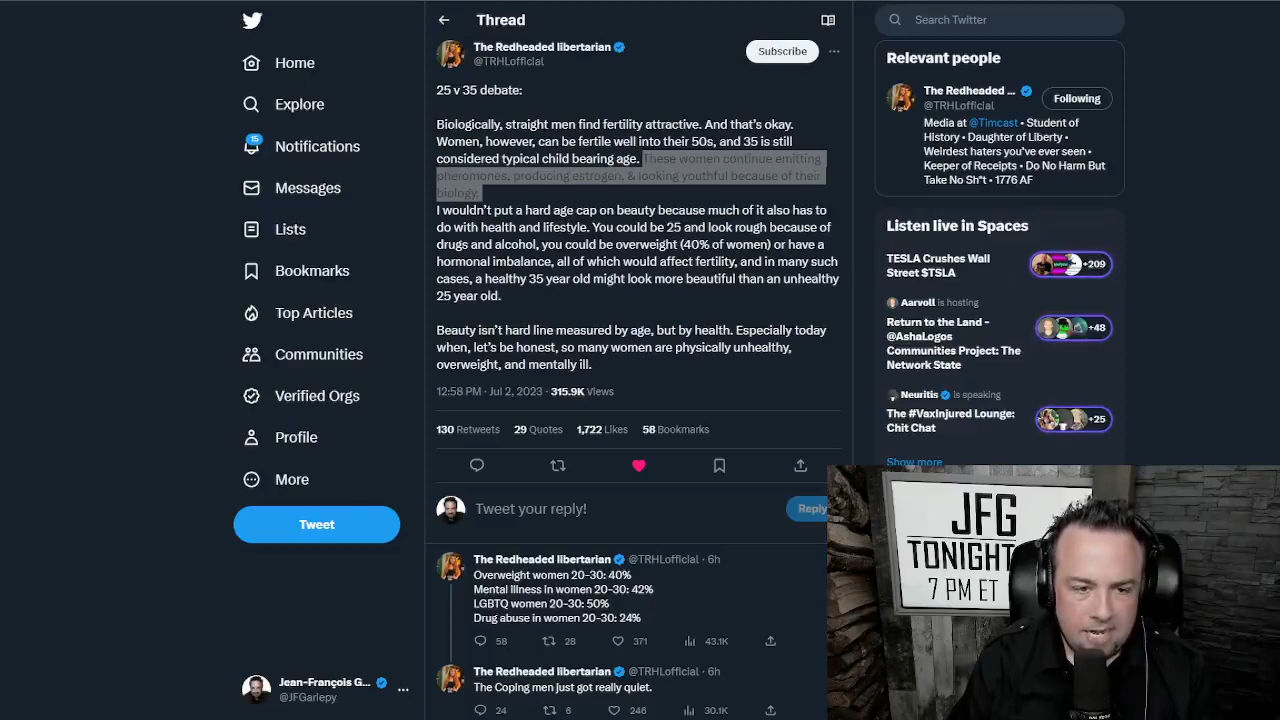 Thread
Search Twitter
Home
Explore
15
Notifications
Messages
Lists
Bookmarks
Top Articles
Communities
Verified Orgs
Profile
More
Tweet
Jean-François G...
@JFGariepy
The Redheaded libertarian
@TRHLofficial
Subscribe
25 v 35 debate:
Biologically, straight men find fertility attractive. And that's okay.
Women, however, can be fertile well into their 50s, and 35 is still
considered typical child bearing age. These women continue emitting
pheromones, producing estrogen, & looking youthful because of their
biology.
I wouldn't put a hard age cap on beauty because much of it also has to
do with health and lifestyle. You could be 25 and look rough because of
drugs and alcohol, you could be overweight (40% of women) or have a
hormonal imbalance, all of which would affect fertility, and in many such
cases, a healthy 35 year old might look more beautiful than an unhealthy
25 year old.
Beauty isn't hard line measured by age, but by health. Especially today
when, let's be honest, so many women are physically unhealthy,
overweight, and mentally ill.
12:58 PM · Jul 2, 2023 · 315.9K Views
130 Retweets 29 Quotes 1,722 Likes 58 Bookmarks
Tweet your reply!
Reply
The Redheaded libertarian @TRHLofficial · 6h
Overweight women 20-30: 40%
Mental Illness in women 20-30: 42%
LGBTQ women 20-30: 50%
Drug abuse in women 20-30: 24%
58 28 371 43.1K
The Redheaded libertarian @TRHLofficial · 6h
The Coping men just got really quiet.
24 6 246 30.1K
Relevant people
The Redheaded ...
@TRHLofficial
Following
Media at @Timcast • Student of
History • Daughter of Liberty •
Weirdest haters you've ever seen •
Keeper of Receipts • Do No Harm But
Take No Sh*t • 1776 AF
Listen live in Spaces
TESLA Crushes Wall
Street $TSLA
+209
Aarvoll is hosting
Return to the Land -
@AshaLogos
Communities Project: The
Network State
+48
Neuritis is speaking
The #VaxInjured Lounge:
Chit Chat
+25
Show more
JFG
TONIGHT
7 PM ET